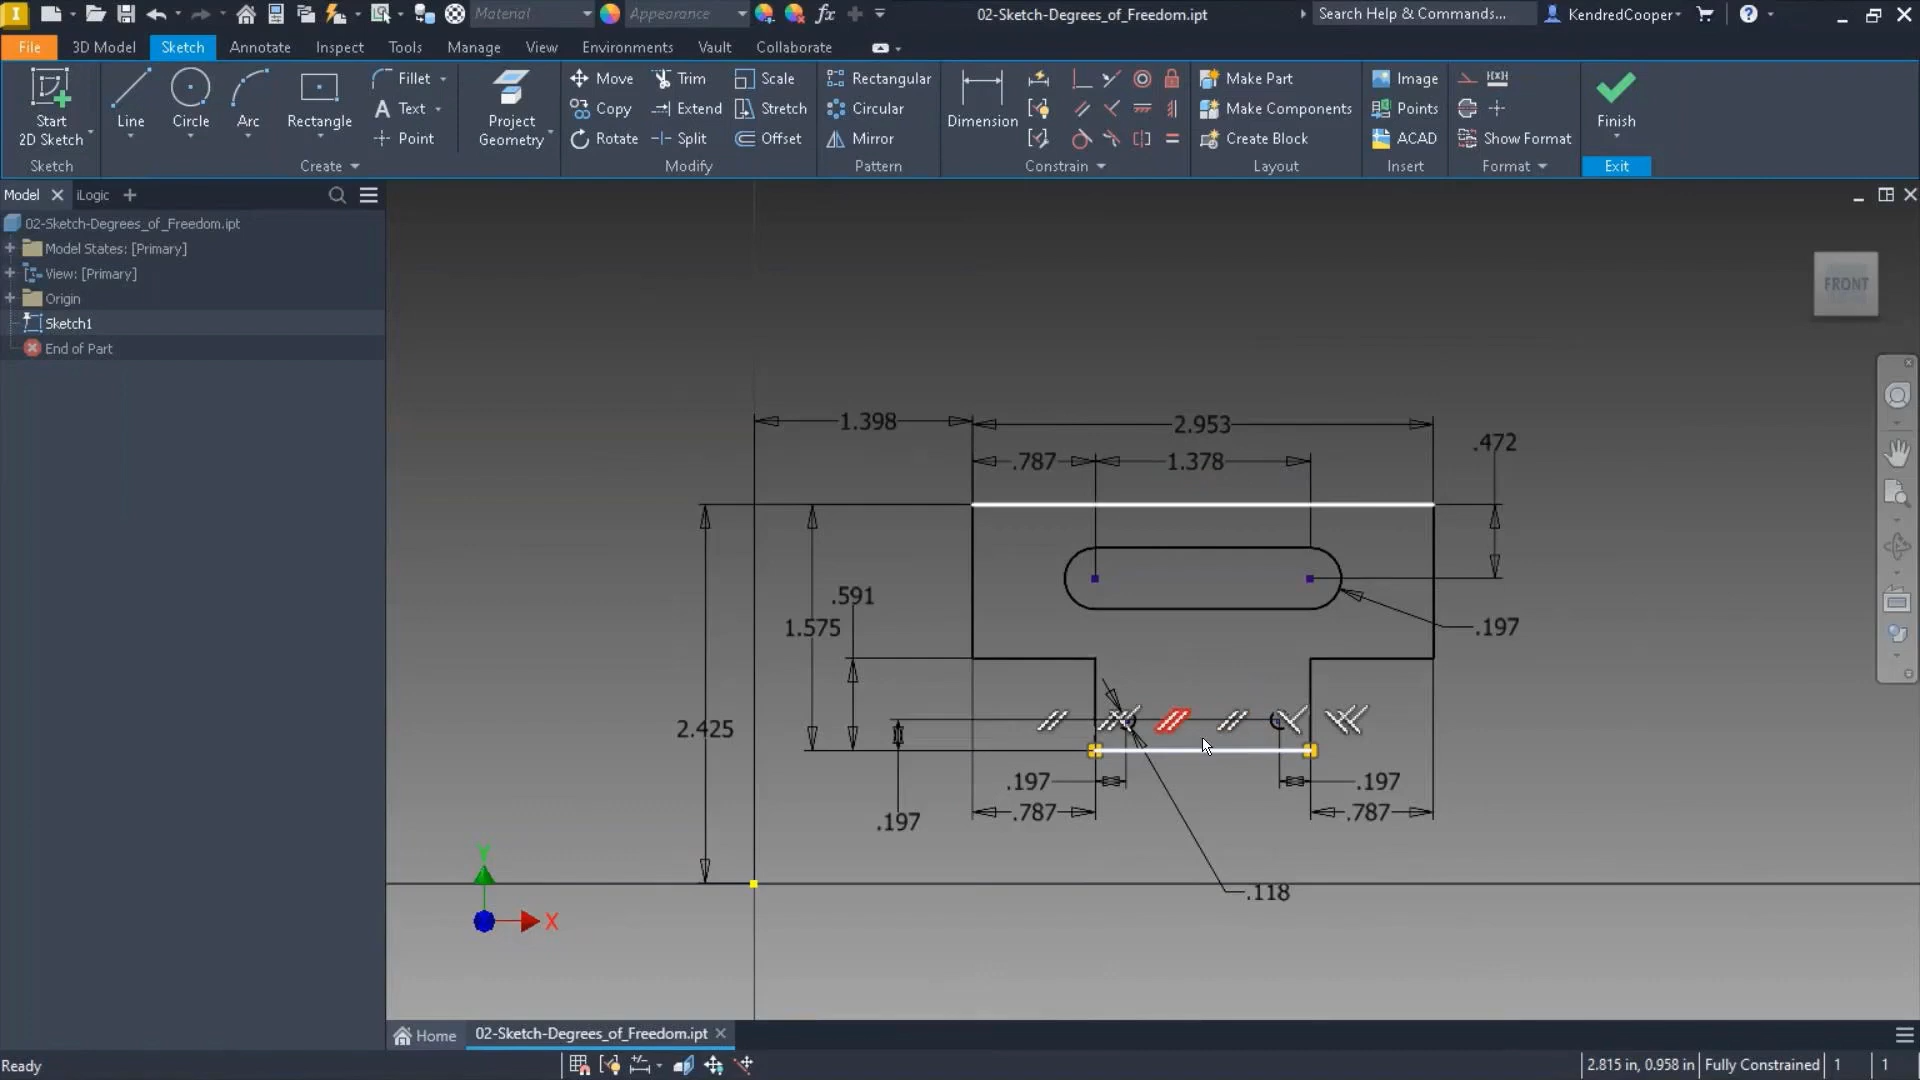 Material
Appearance
fx
02-Sketch-Degrees_of_Freedom.ipt
Search Help & Commands...
KendredCooper
File
3D Model
Sketch
Annotate
Inspect
Tools
Manage
View
Environments
Vault
Collaborate
Start
2D Sketch
Line
Circle
Arc
Rectangle
Fillet
Text
Point
Project
Geometry
Move
Copy
Rotate
Trim
Extend
Split
Scale
Stretch
Offset
Rectangular
Circular
Mirror
Dimension
Make Part
Make Components
Create Block
Image
Points
ACAD
Show Format
Finish
Sketch
Create
Modify
Pattern
Constrain
Layout
Insert
Format
Exit
Model
iLogic
02-Sketch-Degrees_of_Freedom.ipt
Model States: [Primary]
View: [Primary]
Origin
Sketch1
End of Part
FRONT
1.398
2.953
.472
.787
1.378
.591
1.575
.197
2.425
.197
.197
.787
.787
.197
.118
Y
X
Home
02-Sketch-Degrees_of_Freedom.ipt
Ready
2.815 in, 0.958 in
Fully Constrained
1
1